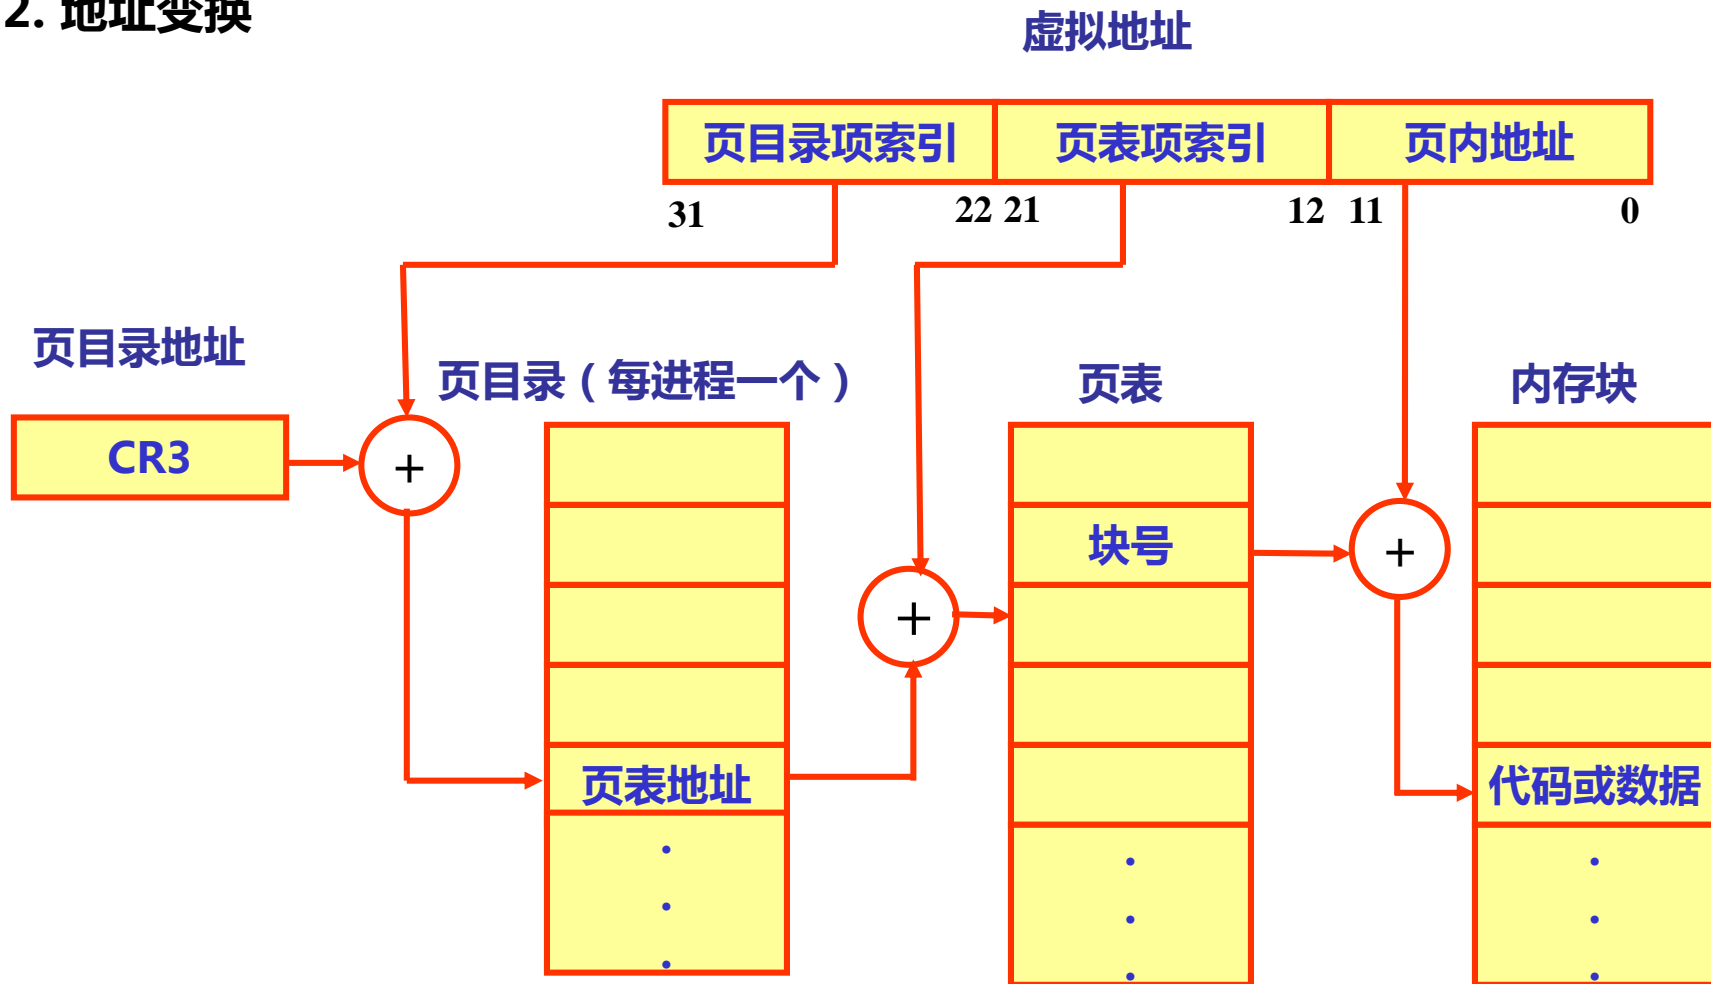 2. 地址变换
虚拟地址
页目录项索引 页表项索引 页内地址
31 22 21 12 11 0
页目录地址
页目录（每进程一个） 页表 内存块
CR3
+
块号
+
+
页表地址
代码或数据